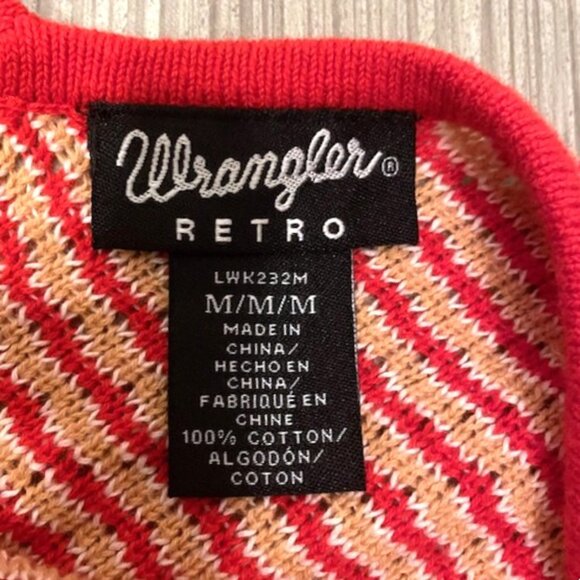 Wrangler®
RETRO
LWK232M
M/M/M
MADE IN
CHINA/
HECHO EN
CHINA/
FABRIQUÉ EN
CHINE
100% COTTON/
ALGODÓN/
COTON